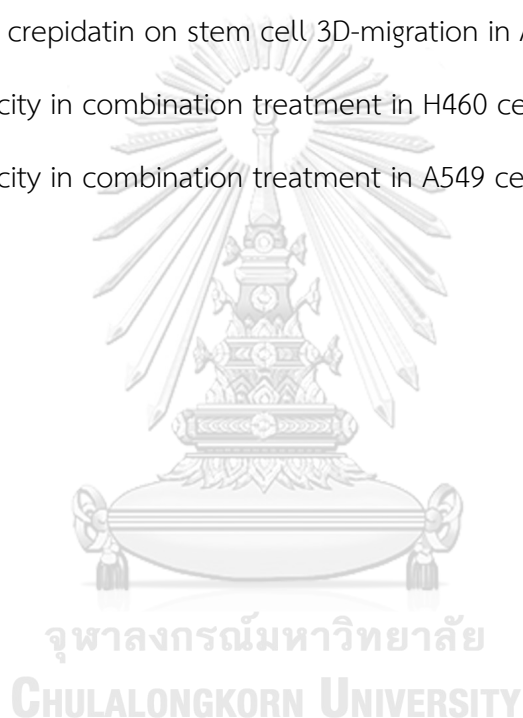 crepidatin on stem cell 3D-migration in
city in combination treatment in H460
city in combination treatment in A549
จุฬาลงกรณ์มหาวิทยาลัย
CHULALONGKORN UNIVERSITY